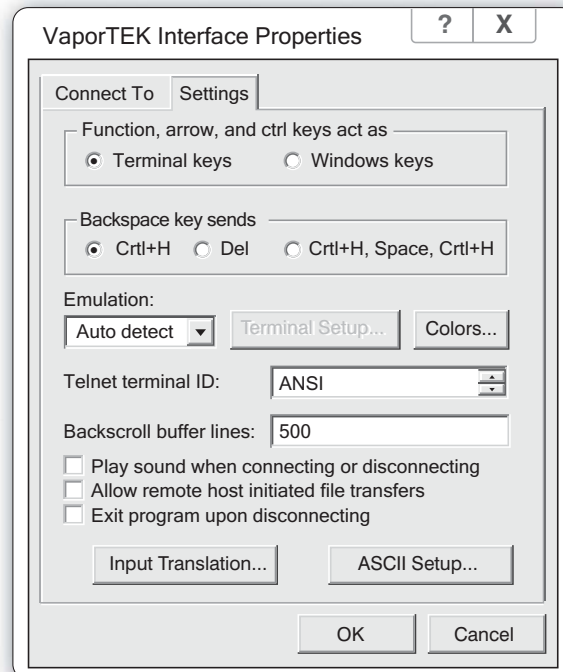 VaporTEK Interface Properties ? X
Connect To Settings
Function, arrow, and ctrl keys act as
Terminal keys Windows keys
Backspace key sends
Crtl+H Del Crtl+H, Space, Crtl+H
Emulation:
Auto detect Terminal Setup... Colors...
Telnet terminal ID: ANSI
Backscroll buffer lines: 500
Play sound when connecting or disconnecting
Allow remote host initiated file transfers
Exit program upon disconnecting
Input Translation... ASCII Setup...
OK Cancel